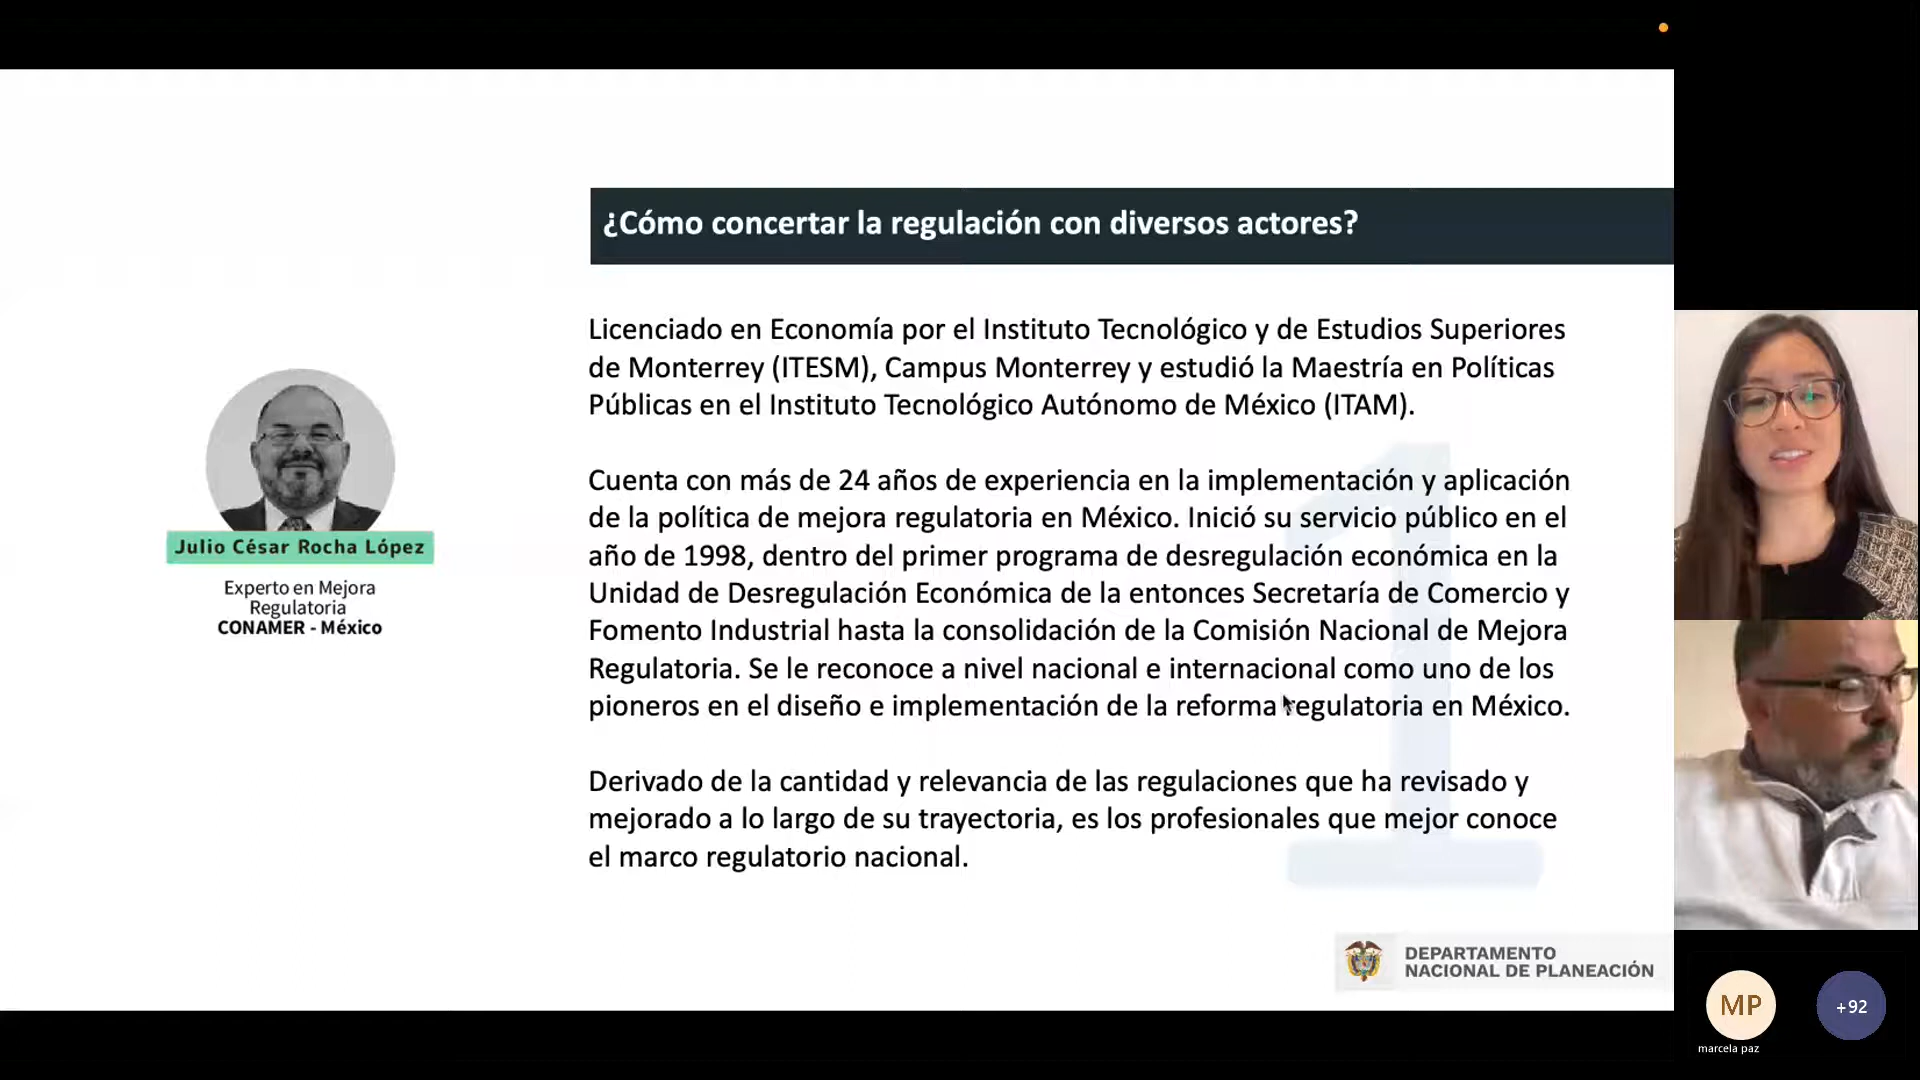 ¿Cómo concertar la regulación con diversos actores?
Licenciado en Economía por el Instituto Tecnológico y de Estudios Superiores
de Monterrey (ITESM), Campus Monterrey y estudió la Maestría en Políticas
Públicas en el Instituto Tecnológico Autónomo de México (ITAM).
Cuenta con más de 24 años de experiencia en la implementación y aplicación
de la política de mejora regulatoria en México. Inició su servicio público en el
año de 1998, dentro del primer programa de desregulación económica en la
Unidad de Desregulación Económica de la entonces Secretaría de Comercio y
Fomento Industrial hasta la consolidación de la Comisión Nacional de Mejora
Regulatoria. Se le reconoce a nivel nacional e internacional como uno de los
pioneros en el diseño e implementación de la reforma regulatoria en México.
Derivado de la cantidad y relevancia de las regulaciones que ha revisado y
mejorado a lo largo de su trayectoria, es los profesionales que mejor conoce
el marco regulatorio nacional.
Julio César Rocha López
Experto en Mejora
Regulatoria
CONAMER - México
1
DEPARTAMENTO
NACIONAL DE PLANEACIÓN
MP
marcela paz
+92